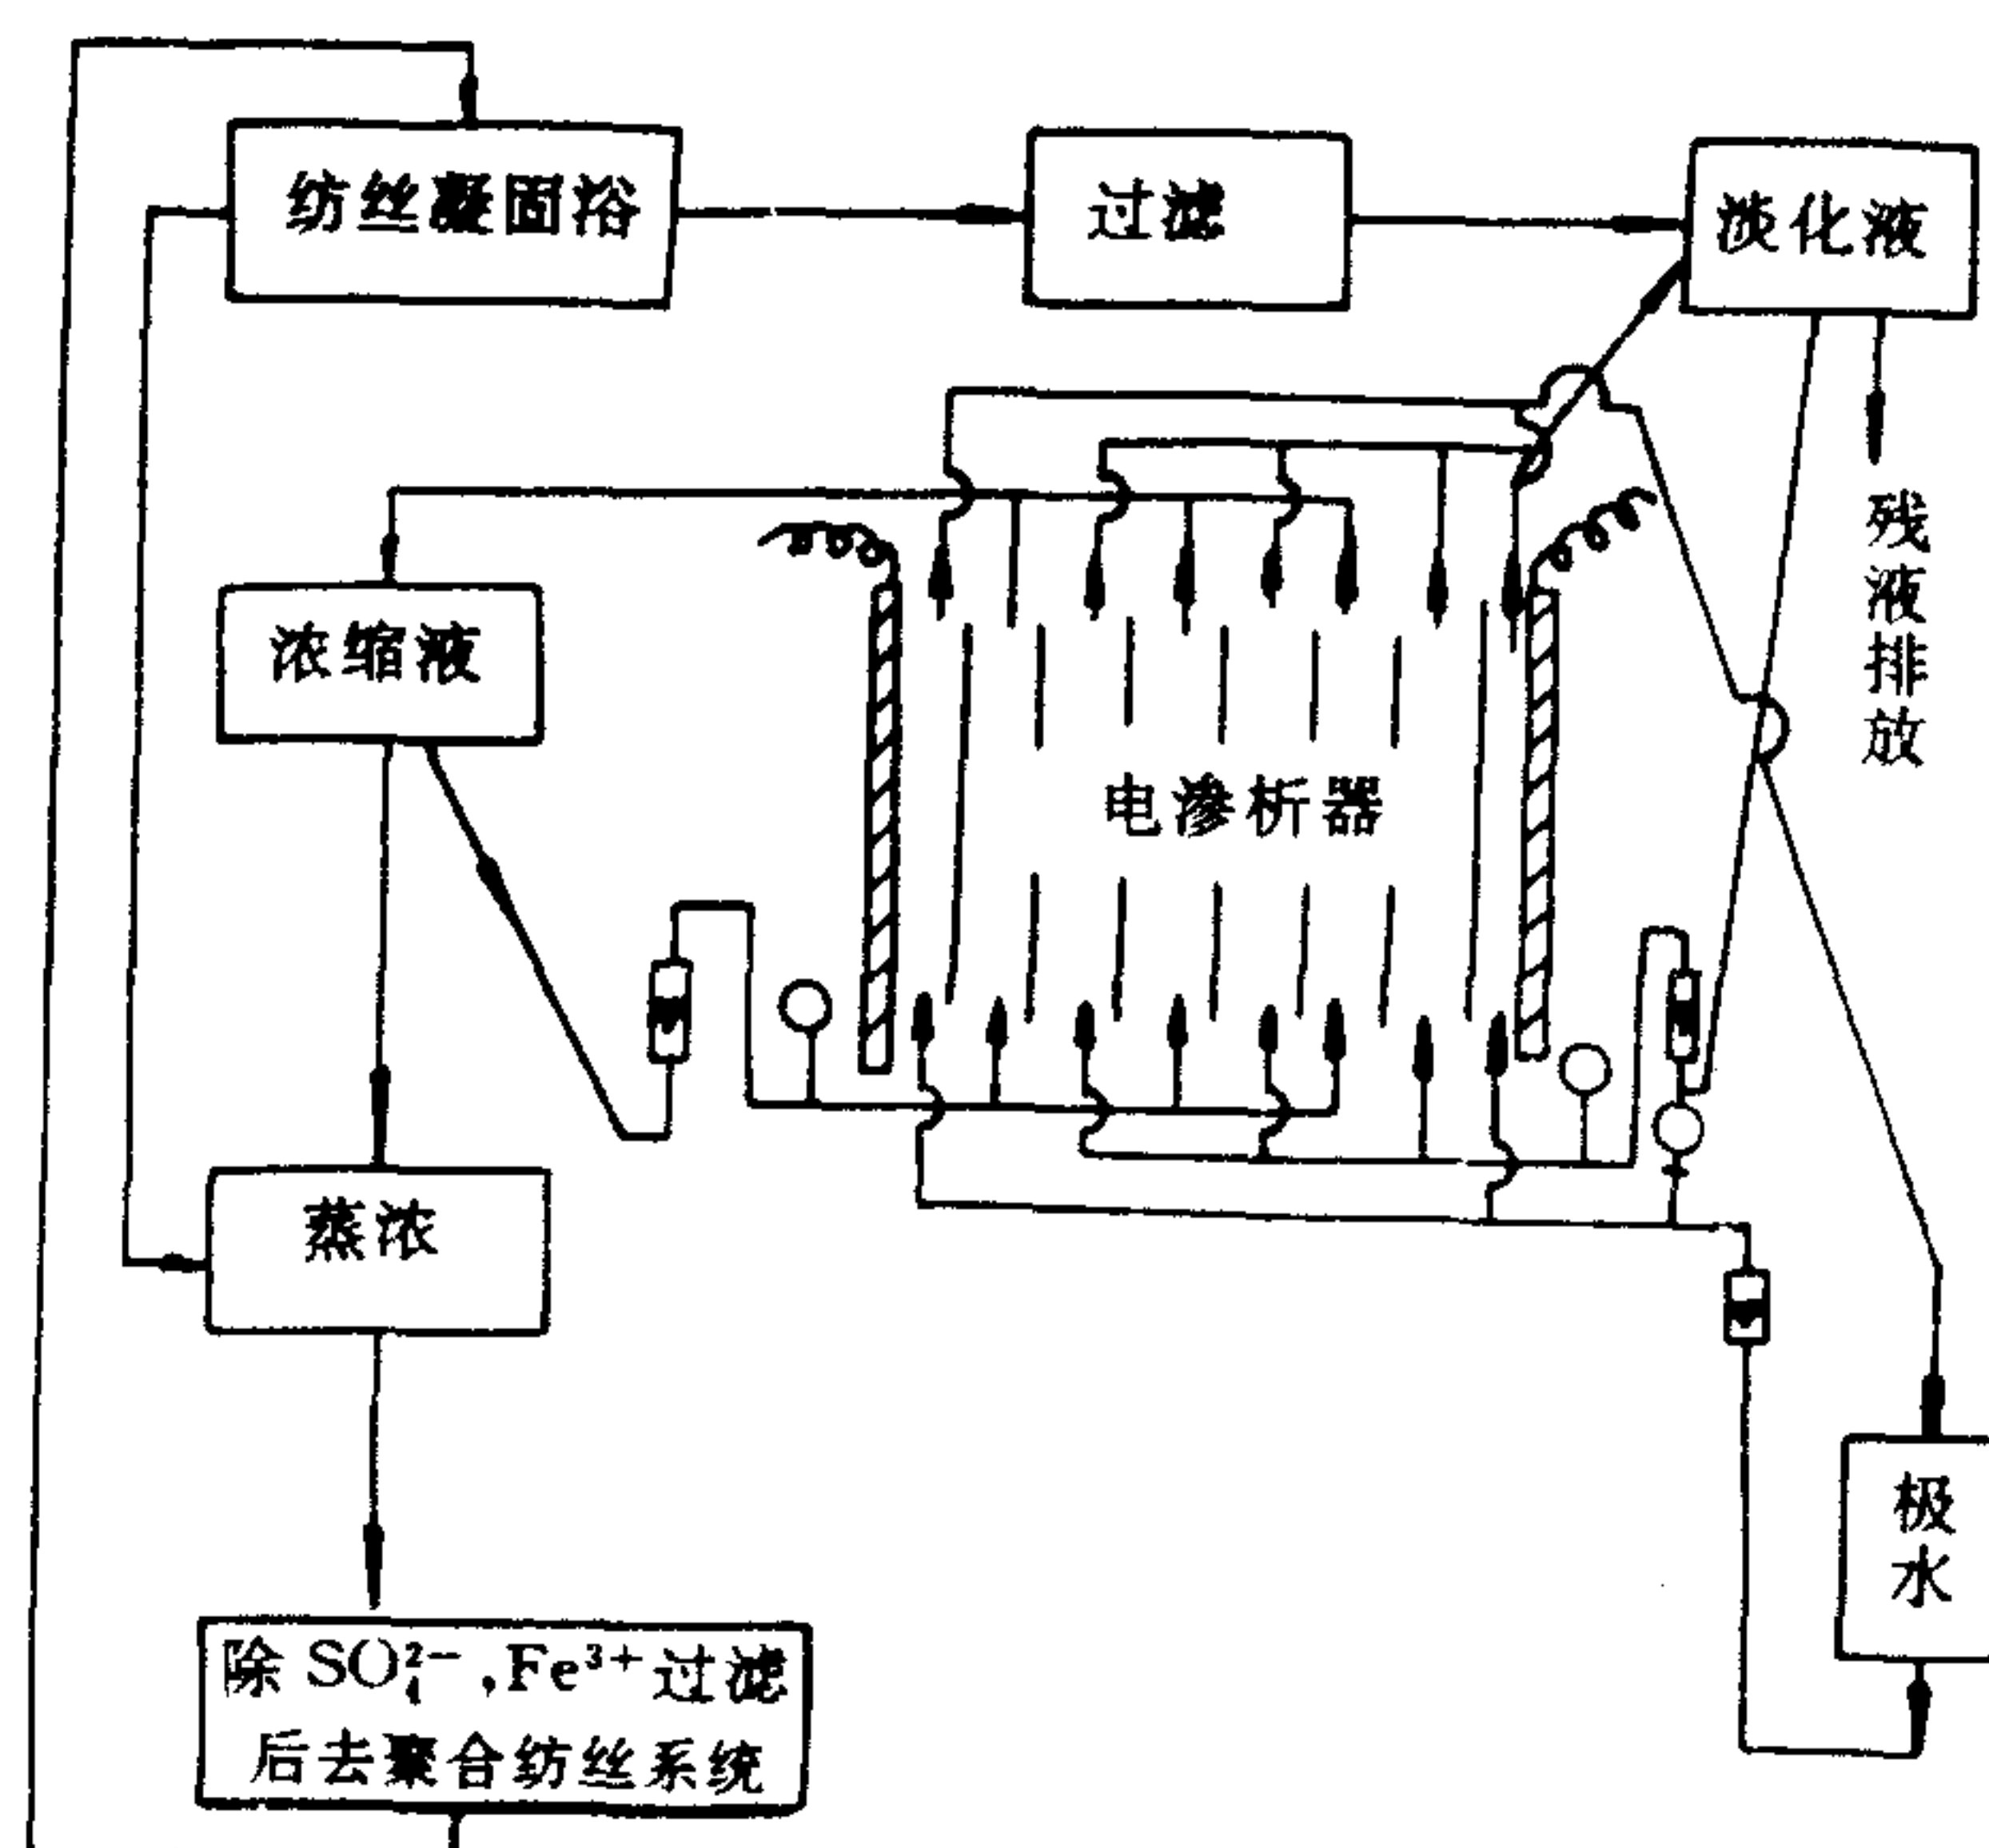 纺丝凝固浴
过滤
淡化液
残液排放
浓缩液
电渗析器
蒸浓
极水
除 SO₄²⁻,Fe³⁺过滤
后去聚合纺丝系统